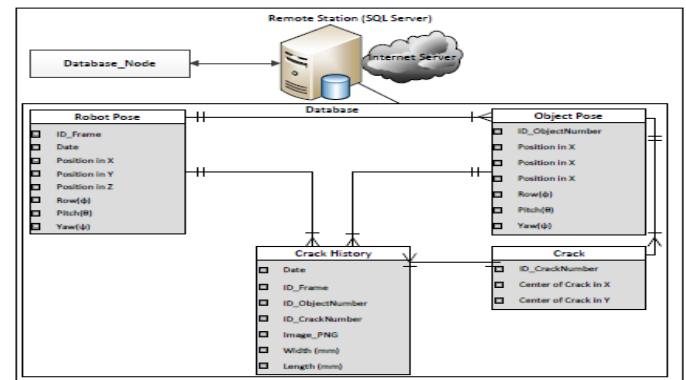 Remote Station (SQL Server)
Database_Node
Internet Server
Database
Robot Pose
ID_Frame
Date
Position in X
Position in Y
Position in Z
Row(ϕ)
Pitch(θ)
Yaw(ψ)
Object Pose
ID_ObjectNumber
Position in X
Position in X
Position in X
Row(ϕ)
Pitch(θ)
Yaw(ψ)
Crack History
Date
ID_Frame
ID_ObjectNumber
ID_CrackNumber
Image_PNG
Width (mm)
Length (mm)
Crack
ID_CrackNumber
Center of Crack in X
Center of Crack in Y